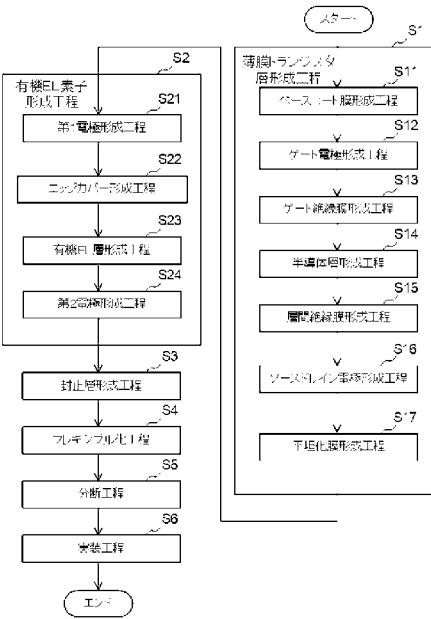 スタート
S1
薄膜トランジスタ
層形成工程
S11
ベースコート膜形成工程
S12
ゲート電極形成工程
S13
ゲート絶縁膜形成工程
S14
半導体層形成工程
S15
層間絶縁膜形成工程
S16
ソースドレイン電極形成工程
S17
平坦化膜形成工程
S2
有機EL素子
形成工程
S21
第1電極形成工程
S22
エッジカバー形成工程
S23
有機EL層形成工程
S24
第2電極形成工程
S3
封止層形成工程
S4
フレキシブル化工程
S5
分断工程
S6
実装工程
エンド